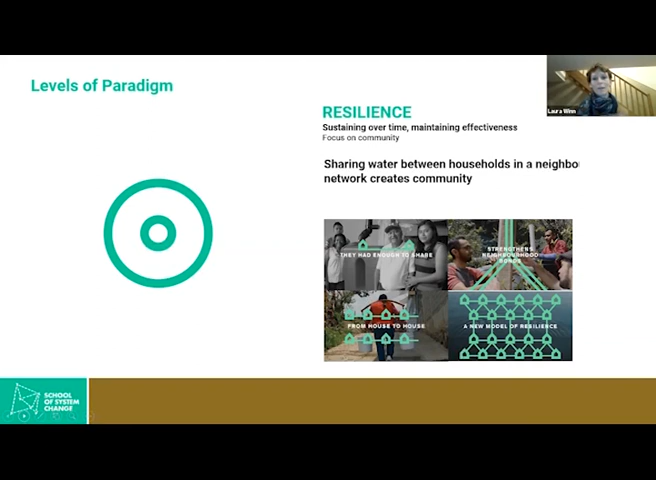 Levels of Paradigm
Laura Winn
RESILIENCE
Sustaining over time, maintaining effectiveness
Focus on community
Sharing water between households in a neighbo
network creates community
THEY HAD ENOUGH TO SHARE
STRENGTHENS
NEIGHBOURHOOD
BONDS
FROM HOUSE TO HOUSE
A NEW MODEL OF RESILIENCE
SCHOOL
OF SYSTEM
CHANGE